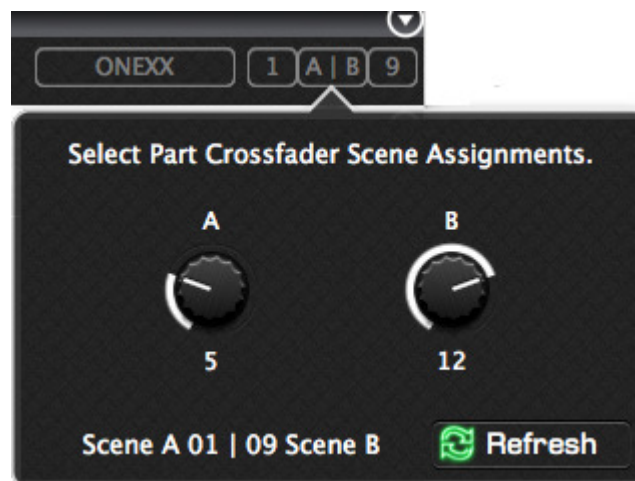 ONEXX 1 A | B 9
Select Part Crossfader Scene Assignments.
A B
5 12
Scene A 01 | 09 Scene B Refresh